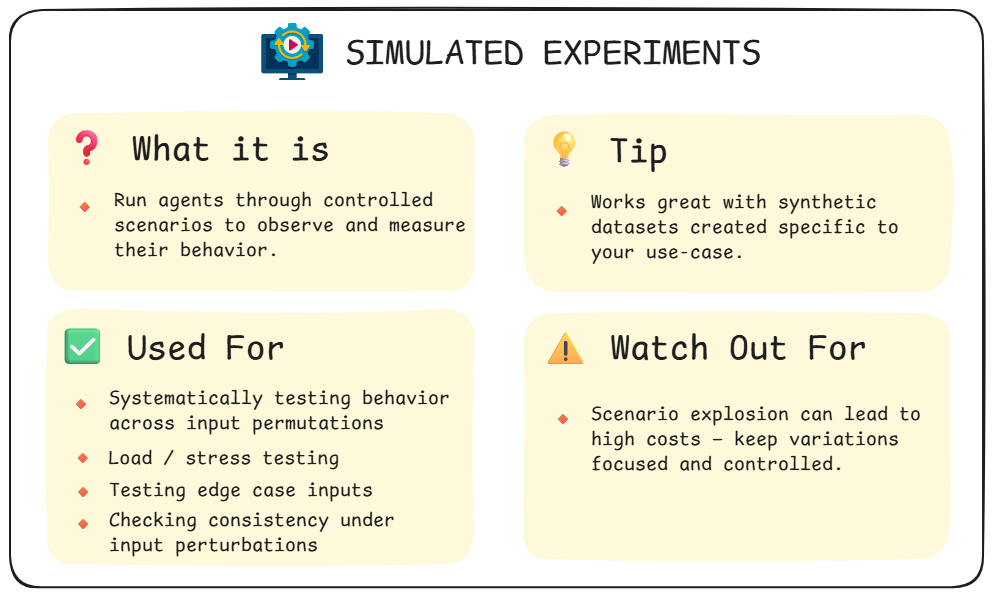 SIMULATED EXPERIMENTS
What it is
Run agents through controlled
scenarios to observe and measure
their behavior.
Tip
Works great with synthetic
datasets created specific to
your use-case.
Used For
Systematically testing behavior
across input permutations
Load / stress testing
Testing edge case inputs
Checking consistency under
input perturbations
Watch Out For
Scenario explosion can lead to
high costs – keep variations
focused and controlled.